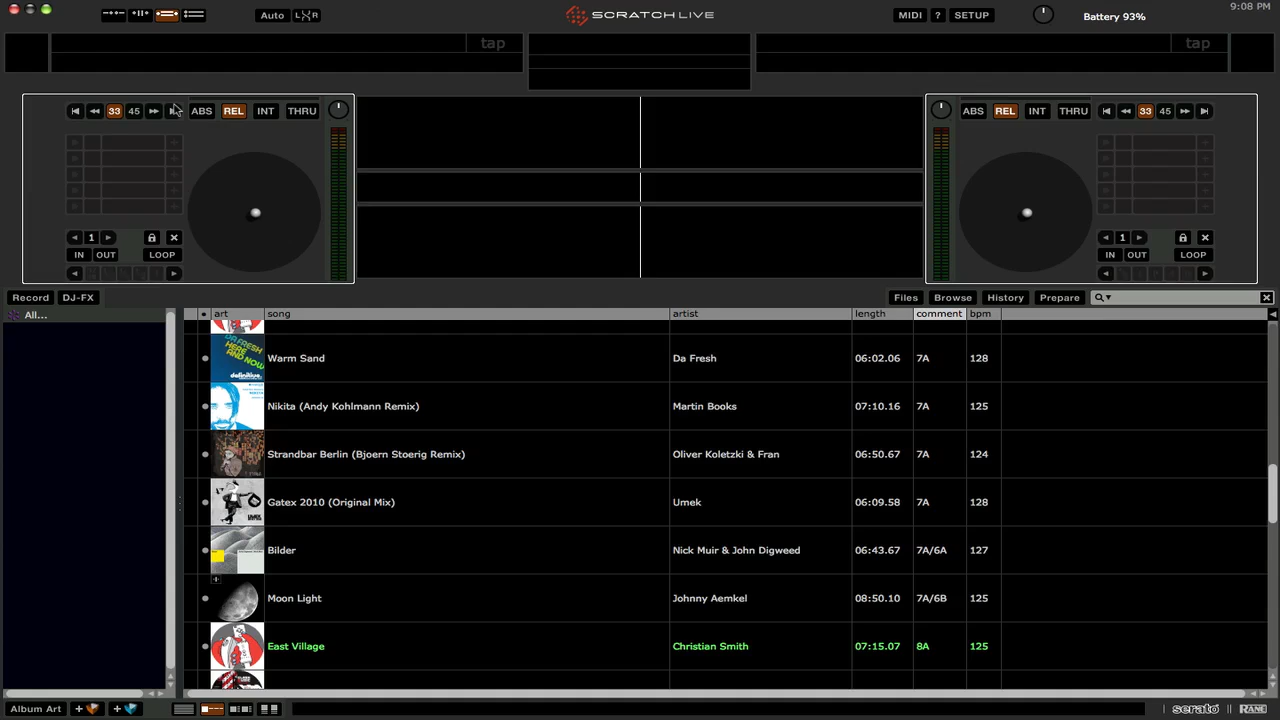 9:08 PM
Auto L R MIDI ? SETUP Battery 93%
SCRATCH LIVE
tap tap
33 45 ABS REL INT THRU ABS REL INT THRU 33 45
1 1
IN OUT LOOP IN OUT LOOP
Record DJ-FX Files Browse History Prepare
All... art song artist length comment bpm
Warm Sand Da Fresh 06:02.06 7A 128
Nikita (Andy Kohlmann Remix) Martin Books 07:10.16 7A 125
Strandbar Berlin (Bjoern Stoerig Remix) Oliver Koletzki & Fran 06:50.67 7A 124
Gatex 2010 (Original Mix) Umek 06:09.58 7A 128
Bilder Nick Muir & John Digweed 06:43.67 7A/6A 127
Moon Light Johnny Aemkel 08:50.10 7A/6B 125
East Village Christian Smith 07:15.07 8A 125
Album Art serato RANE